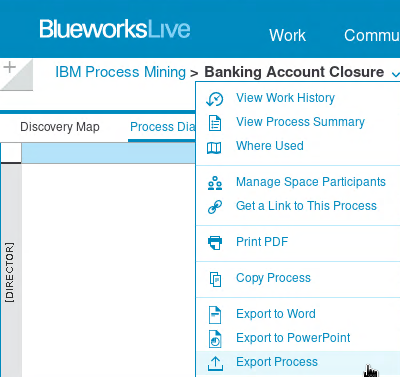 BlueworksLive
Work
Commu
IBM Process Mining > Banking Account Closure
View Work History
View Process Summary
Where Used
Discovery Map
Process Dia
Manage Space Participants
Get a Link to This Process
Print PDF
Copy Process
Export to Word
Export to PowerPoint
Export Process
[DIRECTOR]